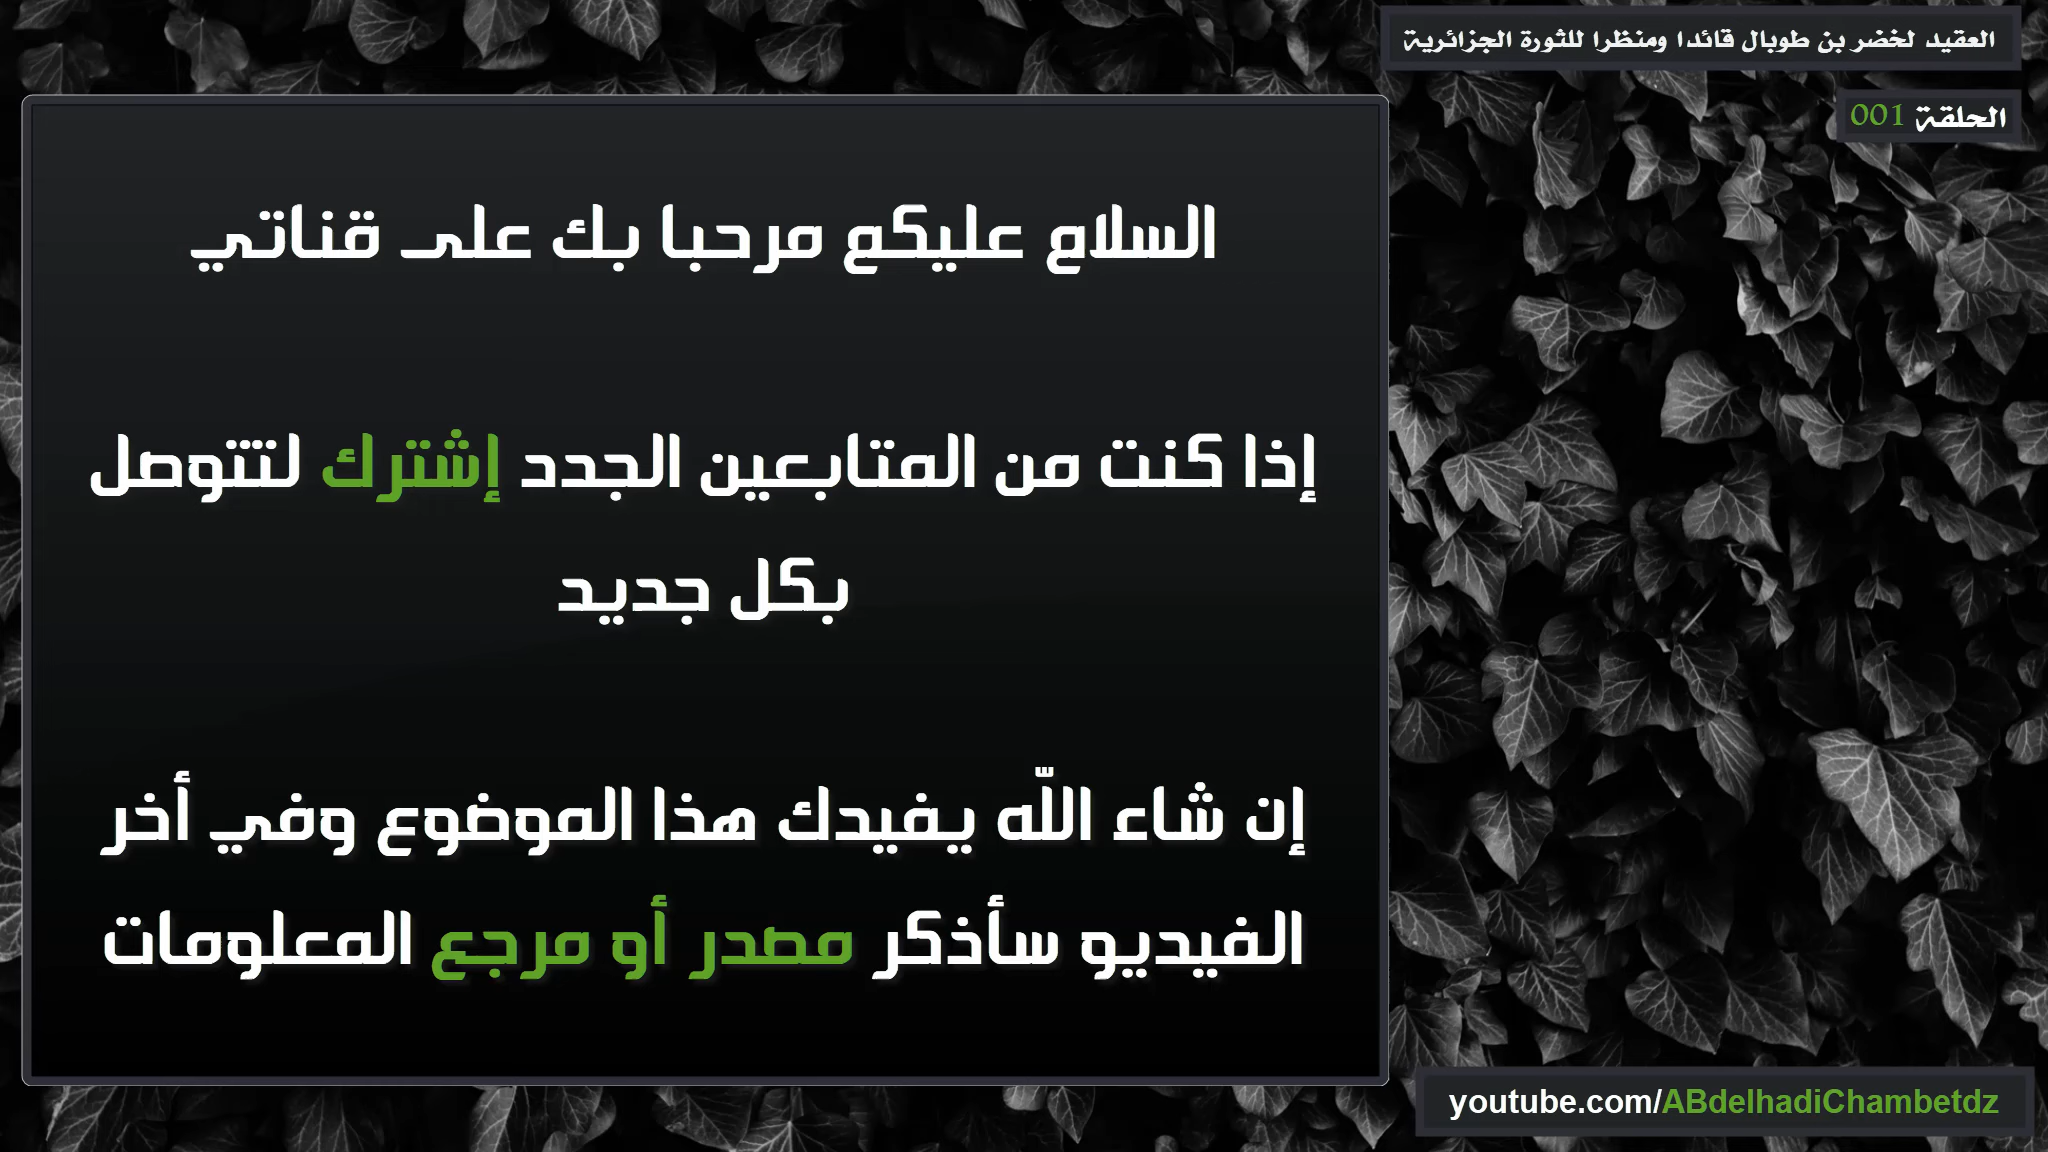 العقيد لخضر بن طوبال قائدا ومنظرا للثورة الجزائرية
الحلقة 001
السلام عليكم مرحبا بك على قناتي
إذا كنت من المتابعين الجدد إشترك لتتوصل
بكل جديد
إن شاء اللّه يفيدك هذا الموضوع وفي أخر
الفيديو سأذكر مصدر أو مرجع المعلومات
youtube.com/ABdelhadiChambetdz